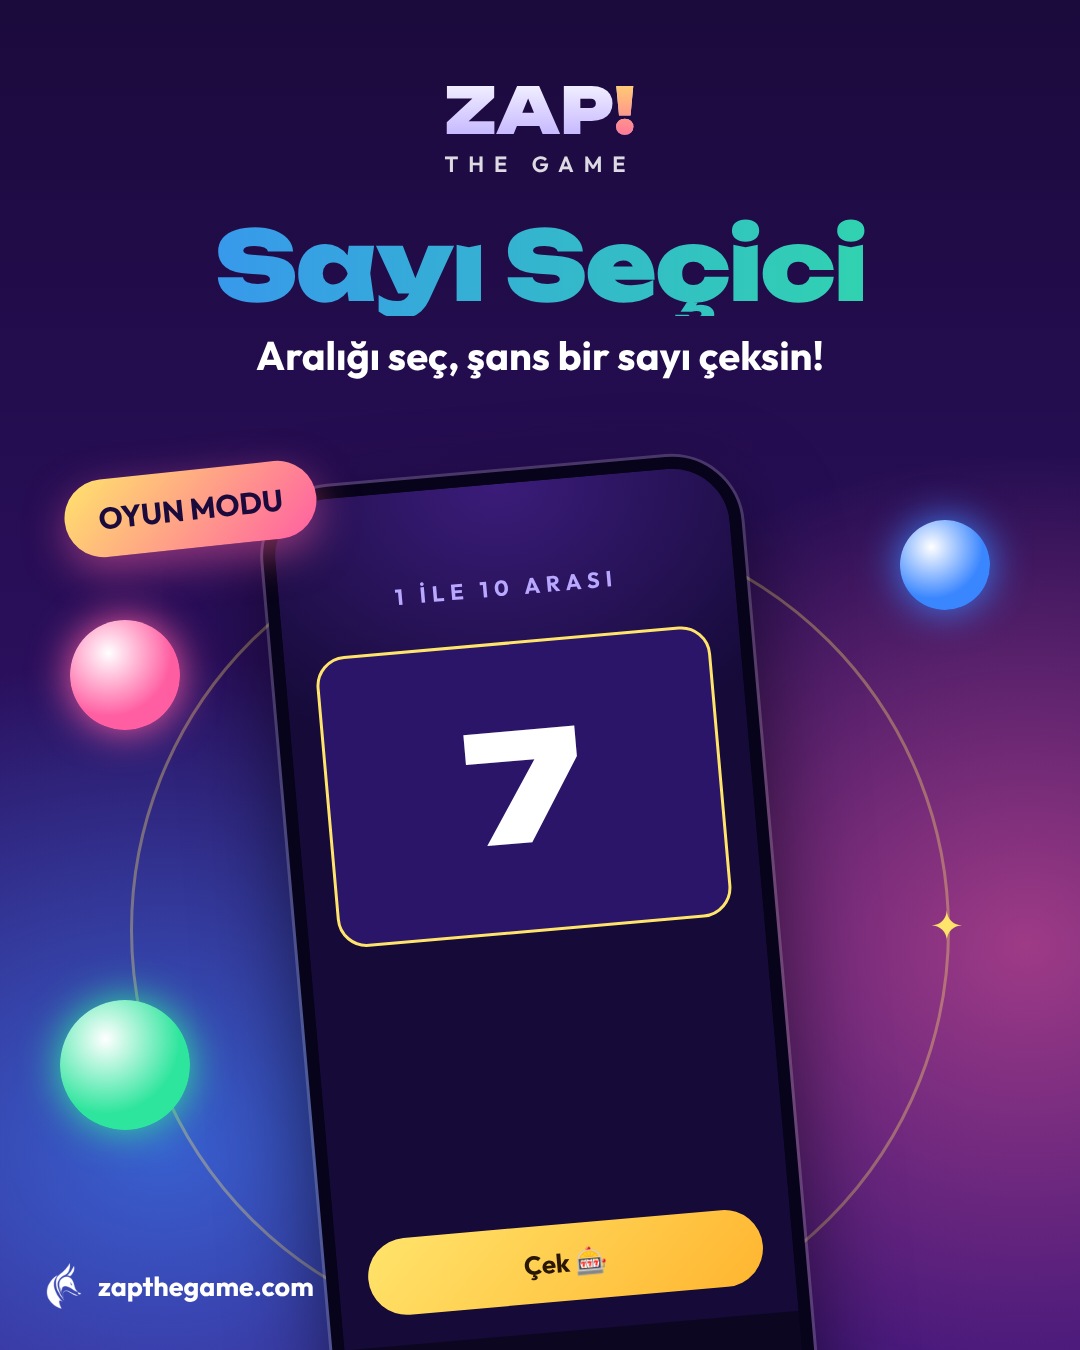 ZAP!
THE GAME
Sayı Seçici
Aralığı seç, şans bir sayı çeksin!
OYUN MODU
1 İLE 10 ARASI
7
Çek
zapthegame.com